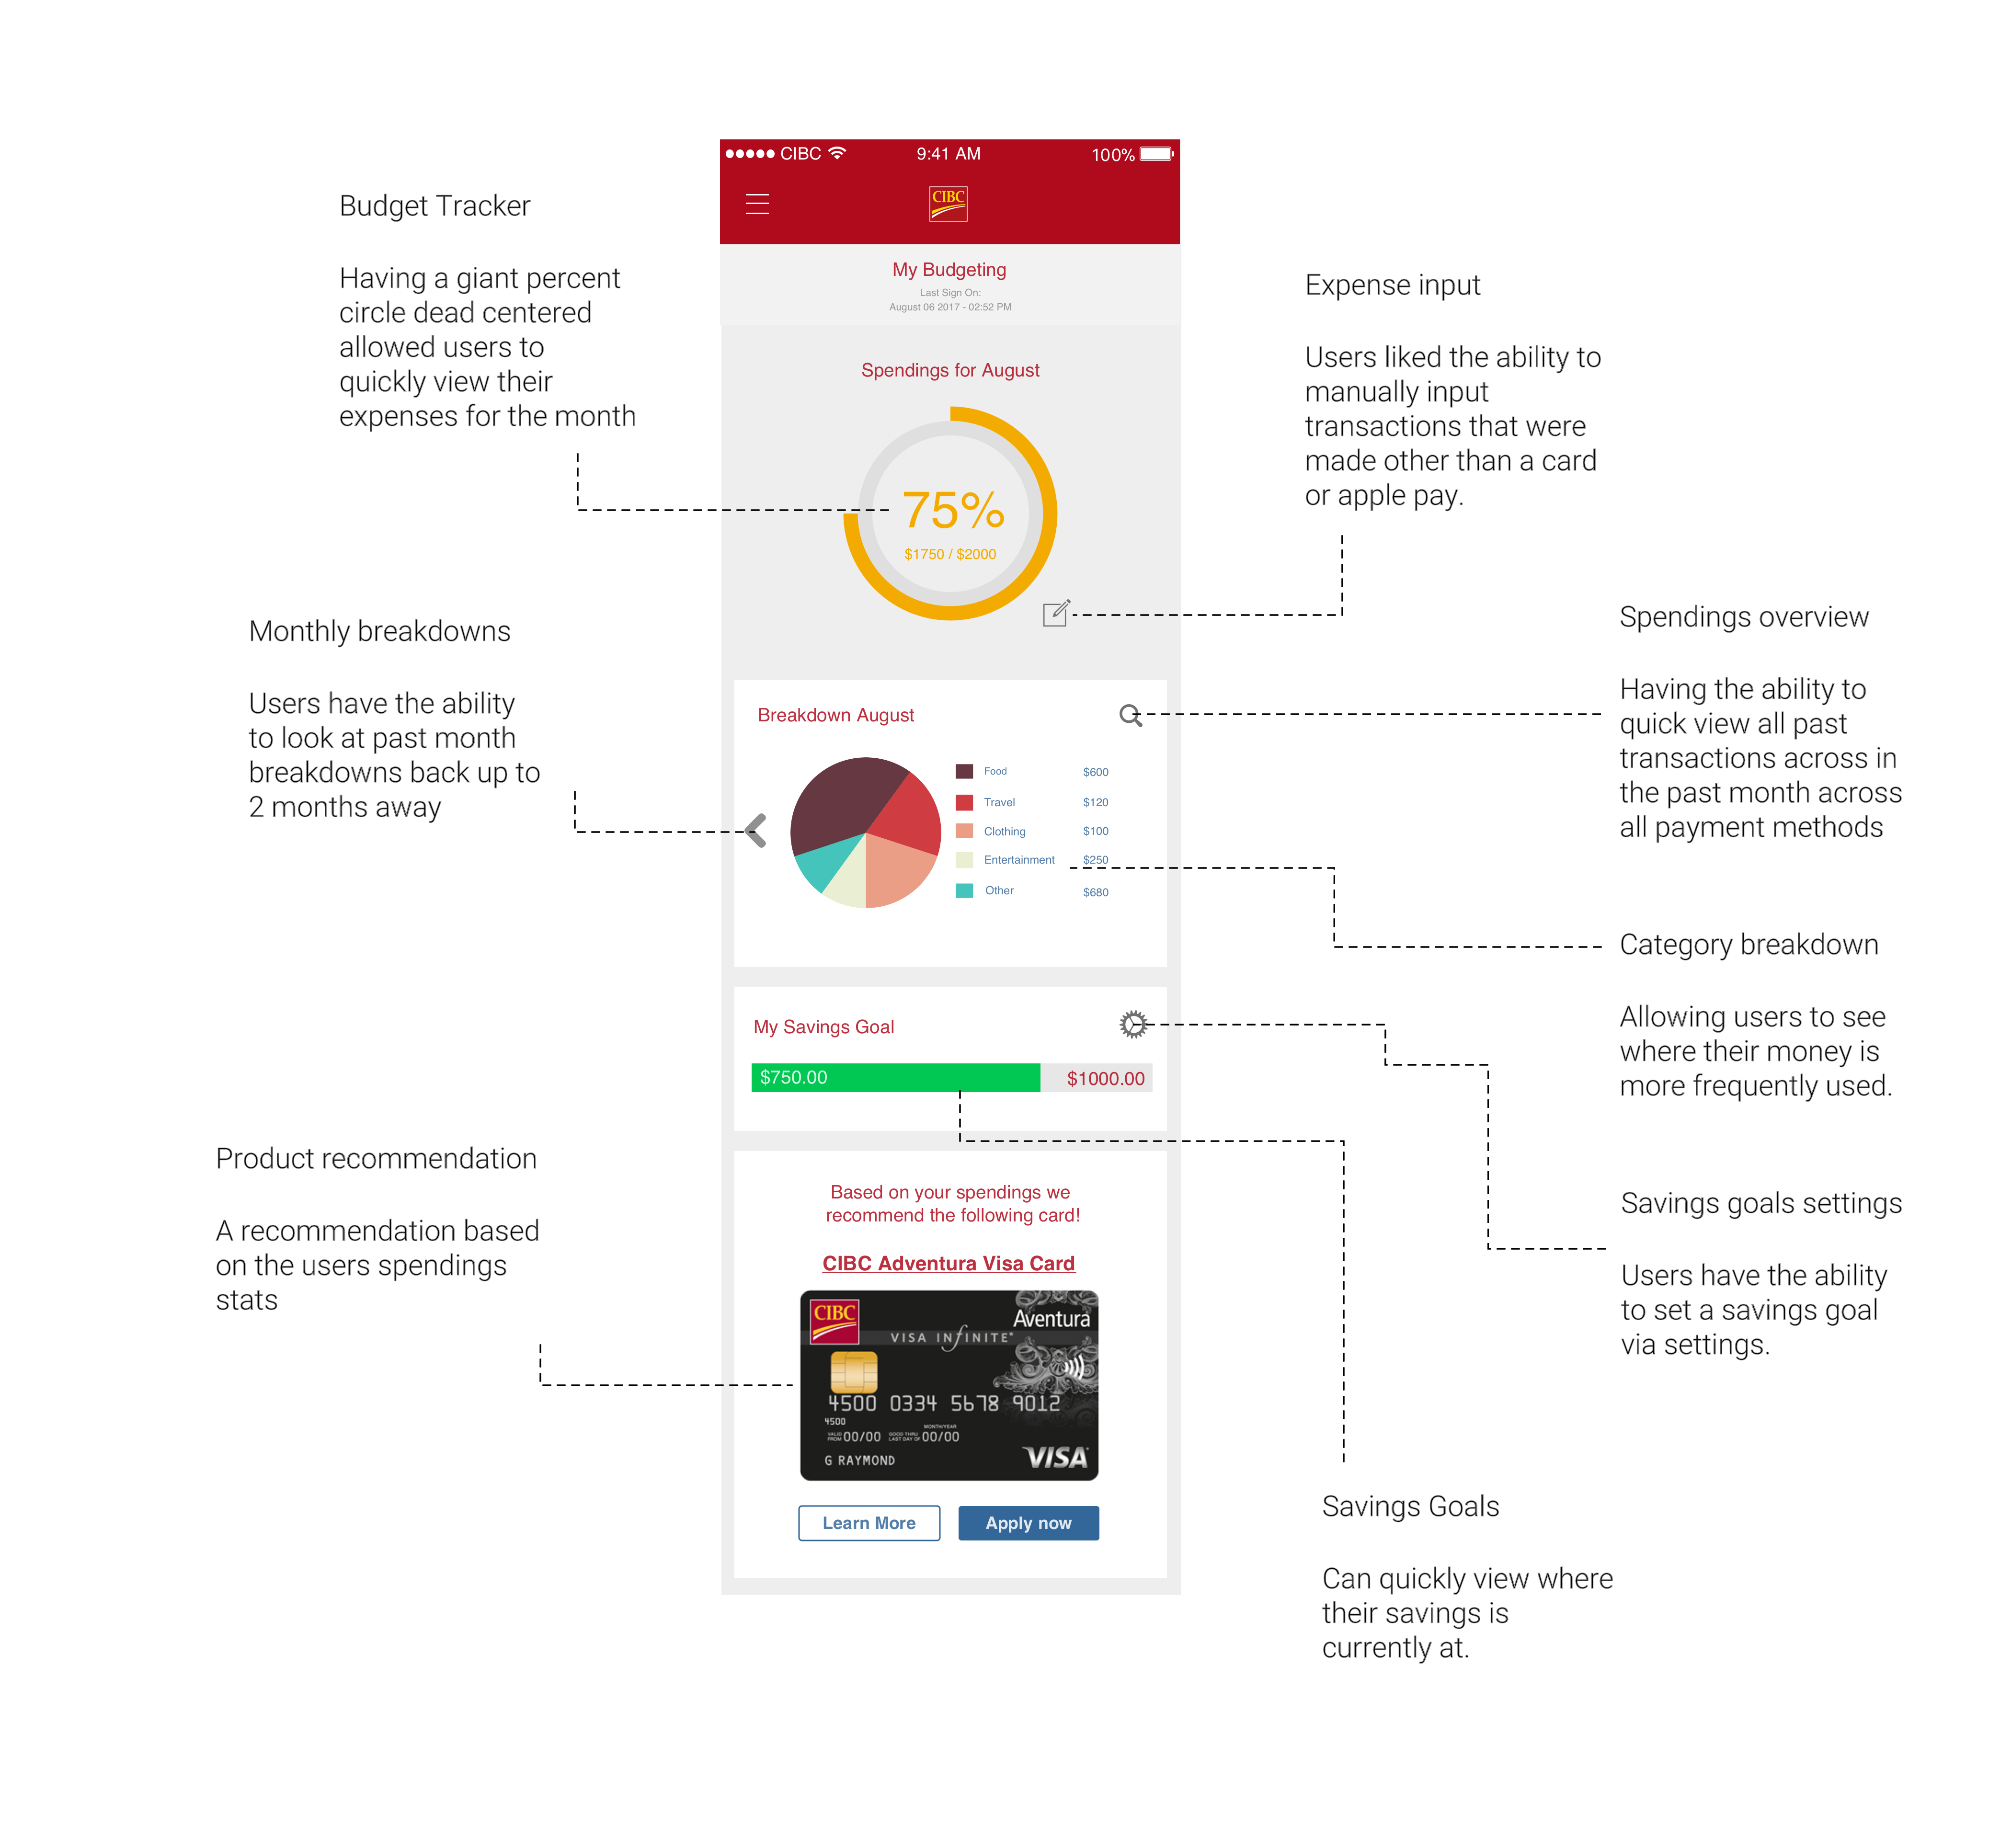 CIBC 9:41 AM 100%
CIBC
My Budgeting
Last Sign On:
August 06 2017 - 02:52 PM
Spendings for August
75%
$1750 / $2000
Breakdown August
Food $600
Travel $120
Clothing $100
Entertainment $250
Other $680
My Savings Goal
$750.00 $1000.00
Based on your spendings we
recommend the following card!
CIBC Adventura Visa Card
CIBC
Aventura
VISA INFINITE
4500 0334 5678 9012
4500
MONTH/YEAR
VALID
FROM 00/00
GOOD THRU
LAST DAY OF 00/00
G RAYMOND
VISA
Learn More
Apply now
Budget Tracker
Having a giant percent
circle dead centered
allowed users to
quickly view their
expenses for the month
Monthly breakdowns
Users have the ability
to look at past month
breakdowns back up to
2 months away
Product recommendation
A recommendation based
on the users spendings
stats
Expense input
Users liked the ability to
manually input
transactions that were
made other than a card
or apple pay.
Spendings overview
Having the ability to
quick view all past
transactions across in
the past month across
all payment methods
Category breakdown
Allowing users to see
where their money is
more frequently used.
Savings goals settings
Users have the ability
to set a savings goal
via settings.
Savings Goals
Can quickly view where
their savings is
currently at.